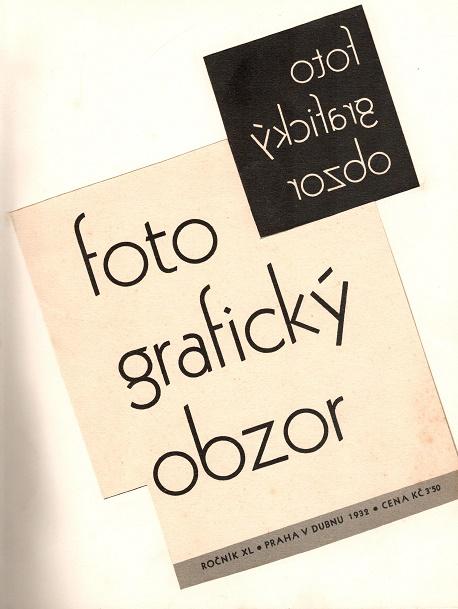 foto
grafický
obzor
foto
grafický
obzor
ROČNÍK XL • PRAHA V DUBNU 1932 • CENA KČ 3·50